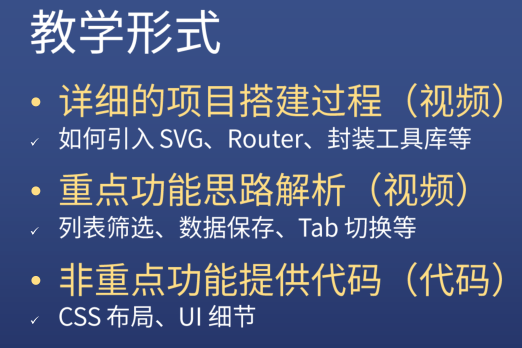 教学形式
• 详细的项目搭建过程（视频）
✓ 如何引入 SVG、Router、封装工具库等
• 重点功能思路解析（视频）
✓ 列表筛选、数据保存、Tab 切换等
• 非重点功能提供代码（代码）
✓ CSS 布局、UI 细节